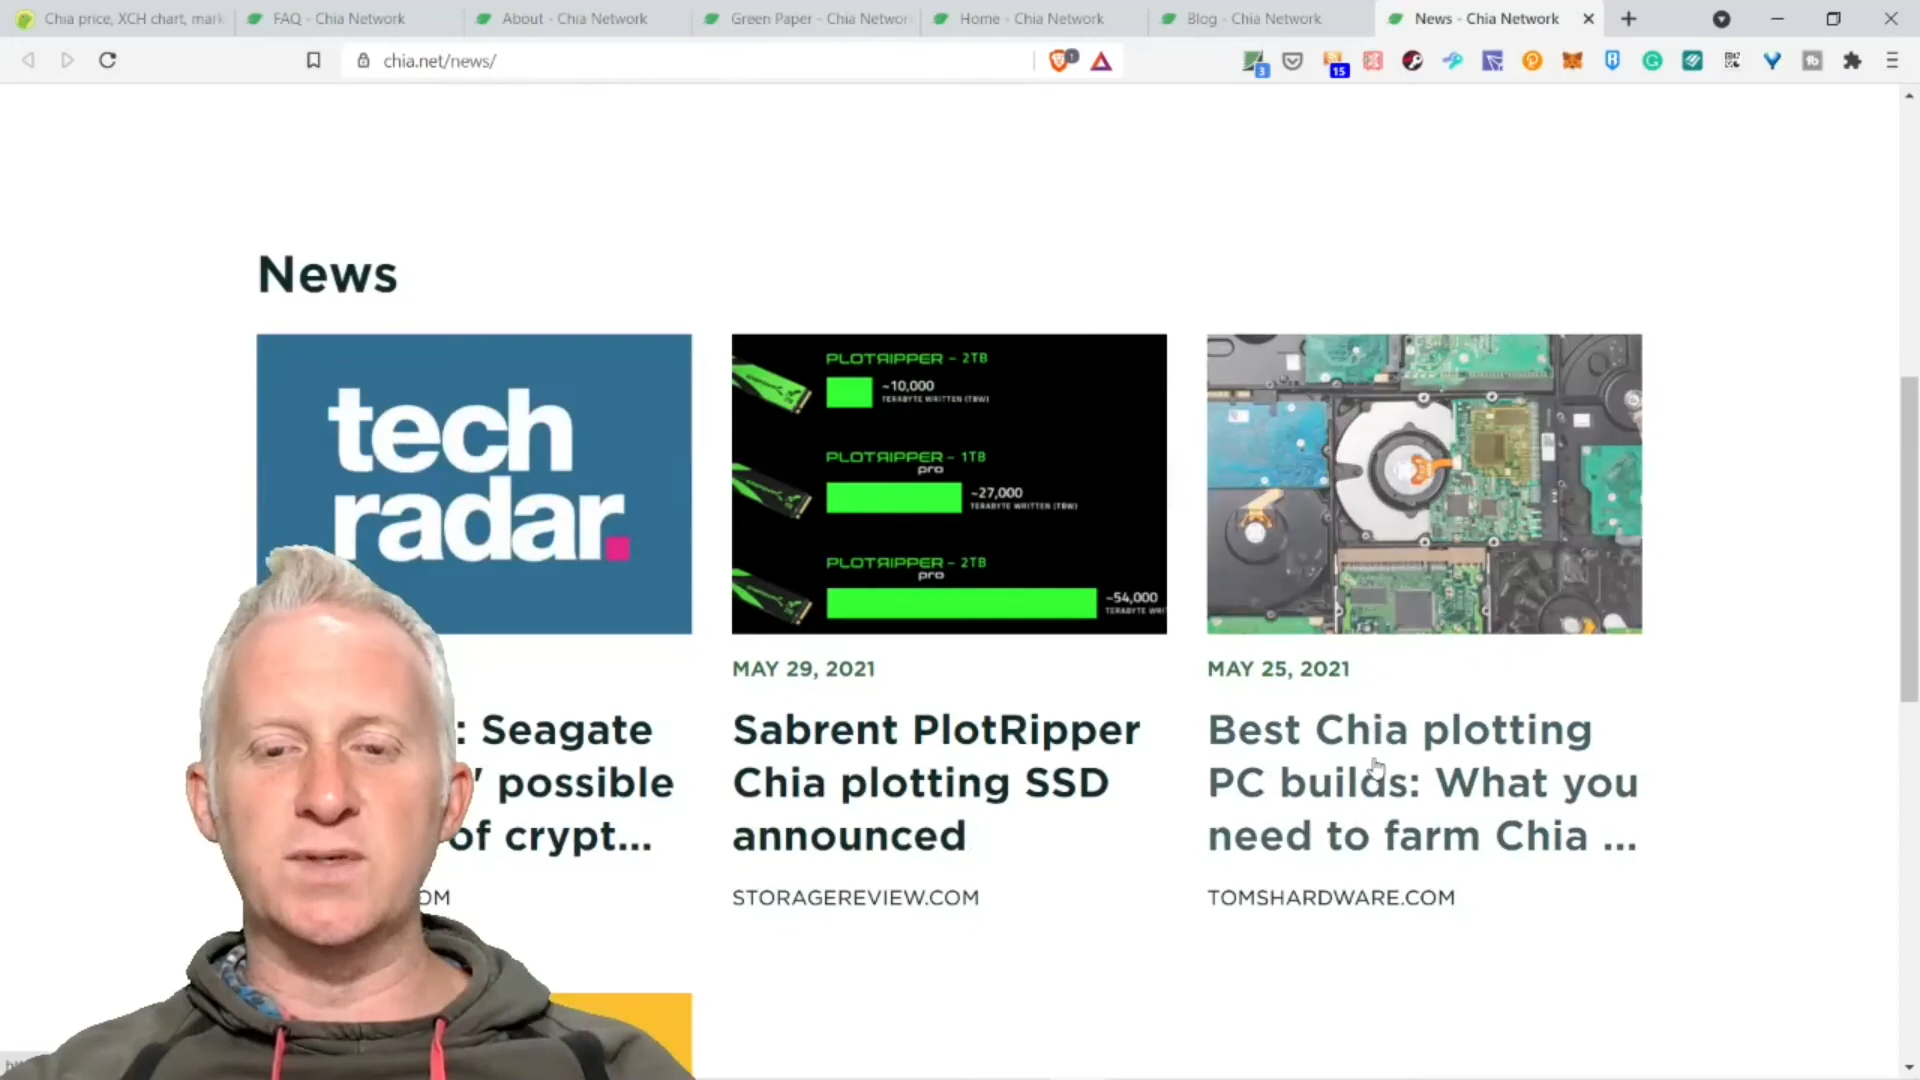 Chia price, XCH chart, mark
FAQ - Chia Network
About - Chia Network
Green Paper - Chia Networ
Home - Chia Network
Blog - Chia Network
News - Chia Network
chia.net/news/
1
3
15
News
tech
radar.
PLOTRIPPER - 2TB
~10,000
TERABYTE WRITTEN (TBW)
PLOTRIPPER - 1TB
pro
~27,000
TERABYTE WRITTEN (TBW)
PLOTRIPPER - 2TB
pro
~54,000
TERABYTE WRI
: Seagate
' possible
of crypt...
OM
MAY 29, 2021
Sabrent PlotRipper
Chia plotting SSD
announced
STORAGEREVIEW.COM
MAY 25, 2021
Best Chia plotting
PC builds: What you
need to farm Chia ...
TOMSHARDWARE.COM